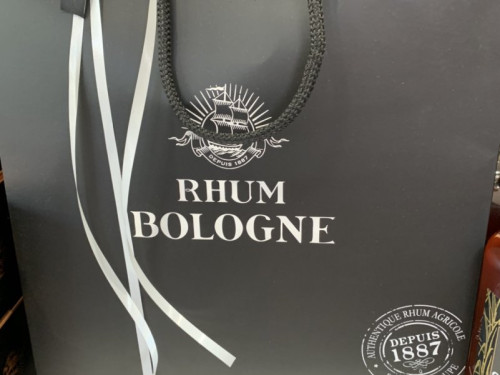 DEPUIS 1887
RHUM
BOLOGNE
AUTHENTIQUE RHUM AGRICOLE
DEPUIS
1887